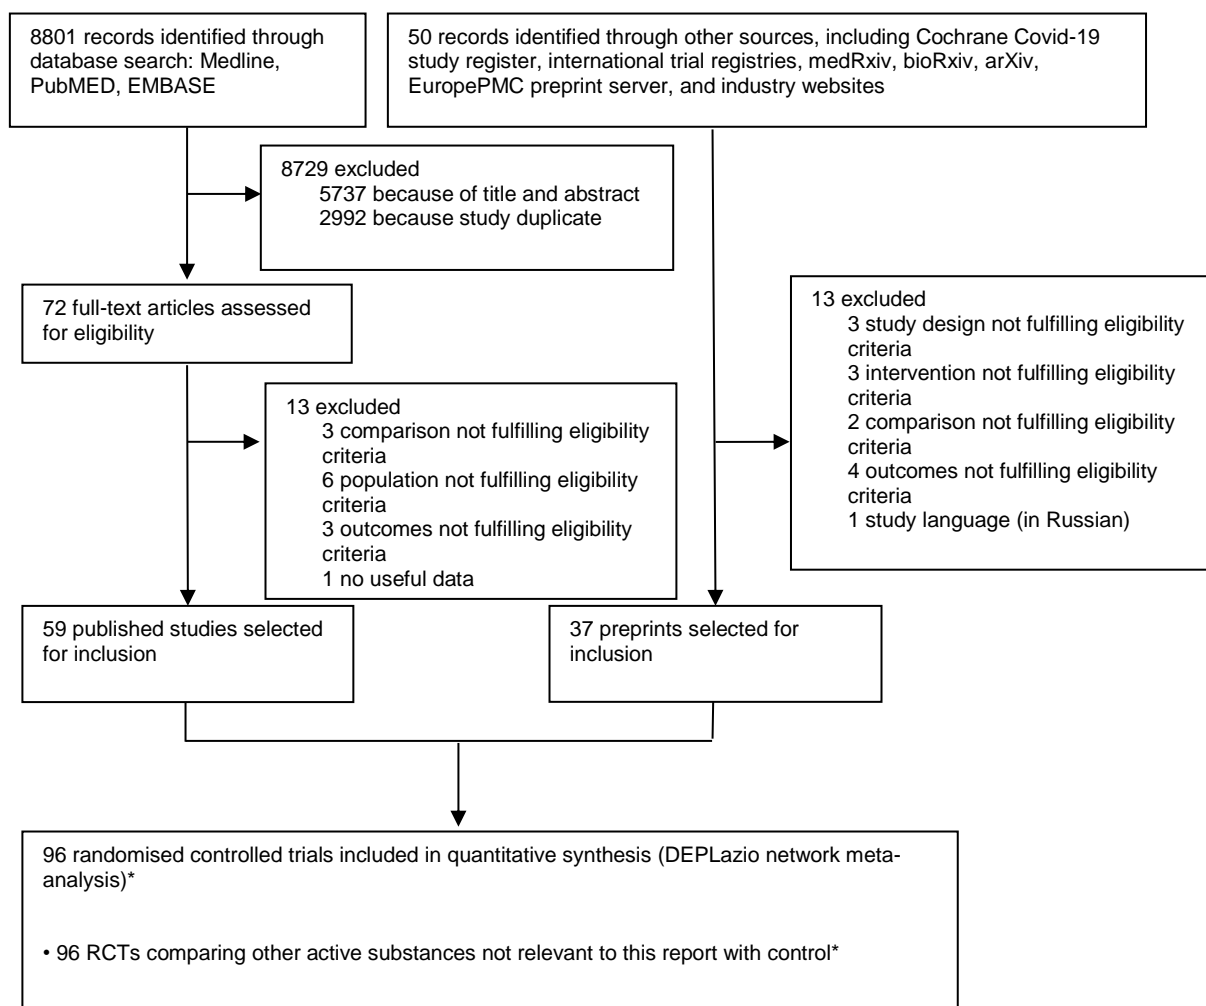 8801 records identified through
database search: Medline,
PubMED, EMBASE
50 records identified through other sources, including Cochrane Covid-19
study register, international trial registries, medRxiv, bioRxiv, arXiv,
EuropePMC preprint server, and industry websites
8729 excluded
5737 because of title and abstract
2992 because study duplicate
72 full-text articles assessed
for eligibility
13 excluded
3 study design not fulfilling eligibility
criteria
3 intervention not fulfilling eligibility
criteria
2 comparison not fulfilling eligibility
criteria
4 outcomes not fulfilling eligibility
criteria
1 study language (in Russian)
13 excluded
3 comparison not fulfilling eligibility
criteria
6 population not fulfilling eligibility
criteria
3 outcomes not fulfilling eligibility
criteria
1 no useful data
59 published studies selected
for inclusion
37 preprints selected for
inclusion
96 randomised controlled trials included in quantitative synthesis (DEPLazio network meta-
analysis)*
• 96 RCTs comparing other active substances not relevant to this report with control*